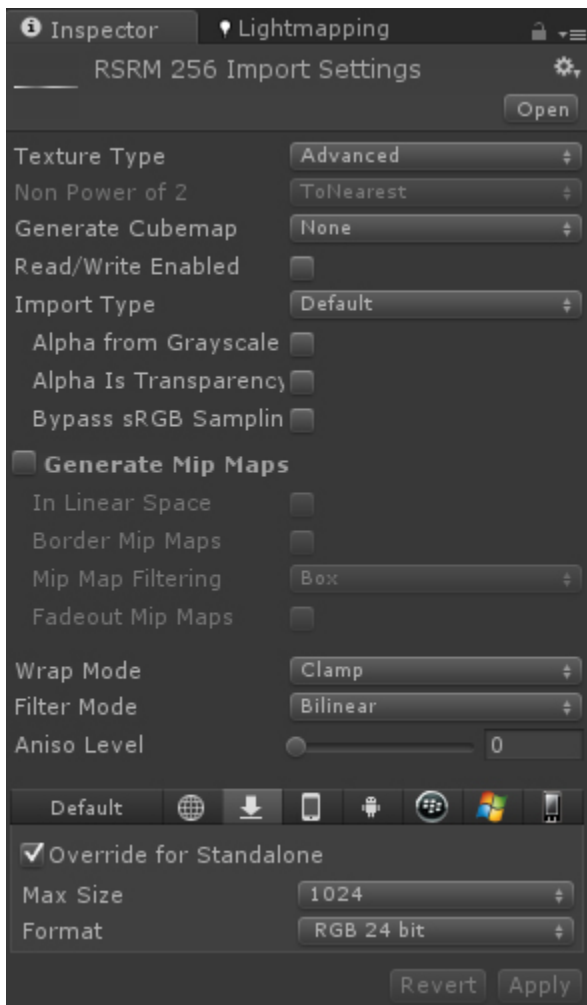 Inspector Lightmapping
RSRM 256 Import Settings
Open
Texture Type Advanced
Non Power of 2 ToNearest
Generate Cubemap None
Read/Write Enabled
Import Type Default
Alpha from Grayscale
Alpha Is Transparency
Bypass sRGB Samplin
Generate Mip Maps
In Linear Space
Border Mip Maps
Mip Map Filtering Box
Fadeout Mip Maps
Wrap Mode Clamp
Filter Mode Bilinear
Aniso Level 0
Default
Override for Standalone
Max Size 1024
Format RGB 24 bit
Revert Apply